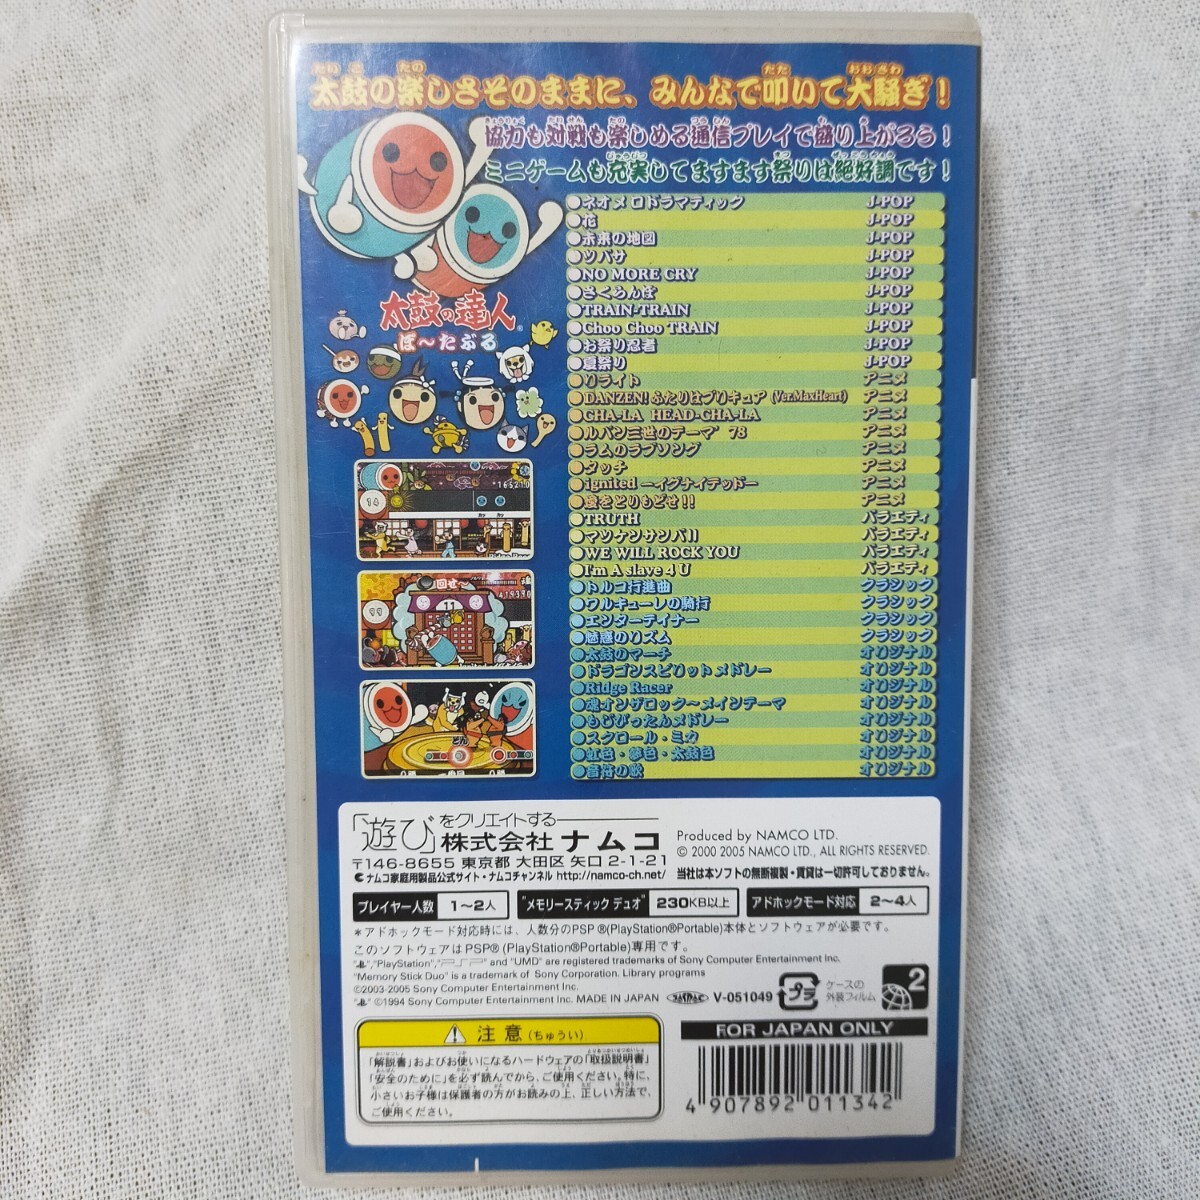 太鼓の楽しさそのままに、みんなで叩いて大騒ぎ!
協力も対戦も楽しめる通信プレイで盛り上がろう!
ミニゲームも充実してますます祭りは絶好調です!
太鼓の達人®
ぽ〜たぶる
●ネオメロドラマティック J-POP
●花 J-POP
●未来の地図 J-POP
●ツバサ J-POP
●NO MORE CRY J-POP
●さくらんぼ J-POP
●TRAIN-TRAIN J-POP
●Choo Choo TRAIN J-POP
●お祭り忍者 J-POP
●夏祭り J-POP
●リライト アニメ
●DANZEN! ふたりはプリキュア (Ver.MaxHeart) アニメ
●CHA-LA HEAD-CHA-LA アニメ
●ルパン三世のテーマ'78 アニメ
●ラムのラブソング アニメ
●タッチ アニメ
●ignited —イグナイテッド— アニメ
●愛をとりもどせ!! アニメ
●TRUTH バラエティ
●マツケンサンバII バラエティ
●WE WILL ROCK YOU バラエティ
●I'm A slave 4 U バラエティ
●トルコ行進曲 クラシック
●ワルキューレの騎行 クラシック
●エンターテイナー クラシック
●魅惑のリズム クラシック
●太鼓のマーチ オリジナル
●ドラゴンスピリットメドレー オリジナル
●Ridge Racer オリジナル
●魂オンザロック〜メインテーマ オリジナル
●もじぴったんメドレー オリジナル
●スクロール・ミカ オリジナル
●虹色・夢色・太鼓色 オリジナル
●音符の歌 オリジナル
14
回せ〜
11
99
どん
「遊び」をクリエイトする
株式会社 ナムコ
〒146-8655 東京都 大田区 矢口 2-1-21
ナムコ家庭用製品公式サイト・ナムコチャンネル http://namco-ch.net/
Produced by NAMCO LTD.
© 2000 2005 NAMCO LTD., ALL RIGHTS RESERVED.
当社は本ソフトの無断複製・賃貸は一切許可しておりません。
プレイヤー人数 1〜2人
"メモリースティック デュオ" 230KB以上
アドホックモード対応 2〜4人
*アドホックモード対応時には、人数分のPSP®(PlayStation®Portable)本体とソフトウェアが必要です。
このソフトウェアはPSP®(PlayStation®Portable)専用です。
"","PlayStation","PSP" and "UMD" are registered trademarks of Sony Computer Entertainment Inc.
"Memory Stick Duo" is a trademark of Sony Corporation. Library programs
©2003-2005 Sony Computer Entertainment Inc.
"" ©1994 Sony Computer Entertainment Inc. MADE IN JAPAN
V-051049
プラ
ケースの
外装フィルム
2
注意(ちゅうい)
「解説書」およびお使いになるハードウェアの「取扱説明書」
「安全のために」を必ず読んでから、ご使用ください。特に、
小さいお子様は保護者の方がお読みの上、正しい方法で、
ご使用ください。
FOR JAPAN ONLY
4 907892 011342